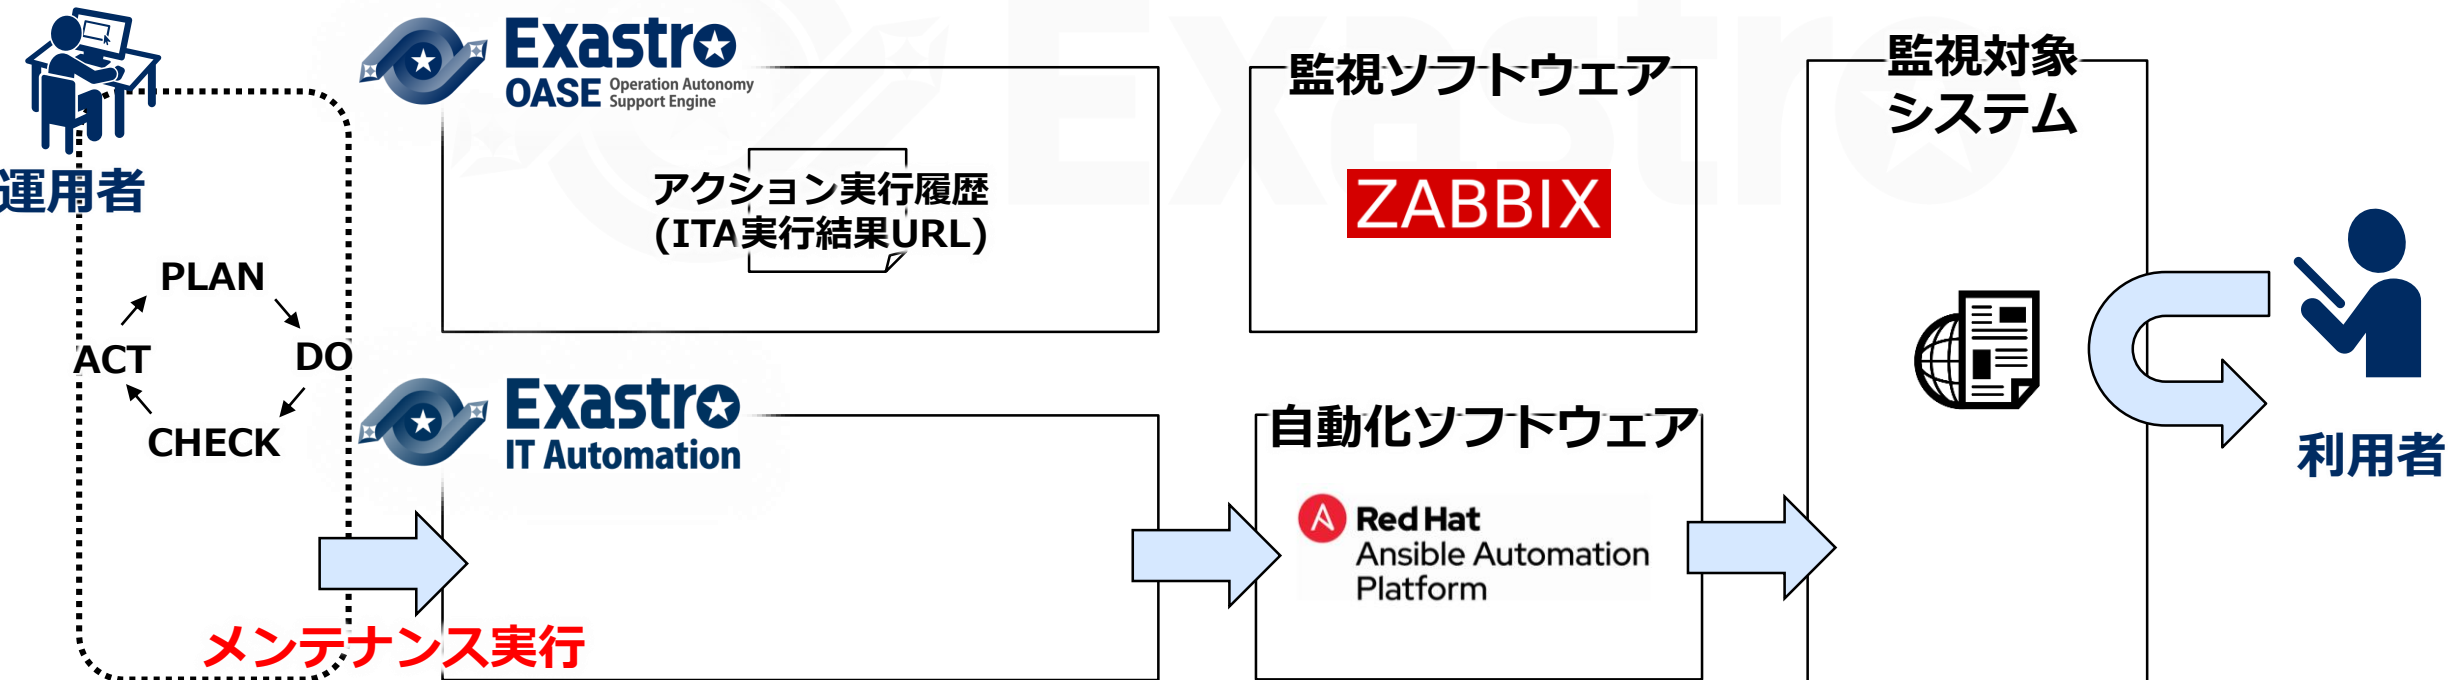 運用者
PLAN
DO
CHECK
ACT
メンテナンス実行
Exastro
OASE Operation Autonomy
Support Engine
アクション実行履歴
(ITA実行結果URL)
Exastro
IT Automation
監視ソフトウェア
ZABBIX
自動化ソフトウェア
Red Hat
Ansible Automation
Platform
監視対象
システム
利用者
Exastro